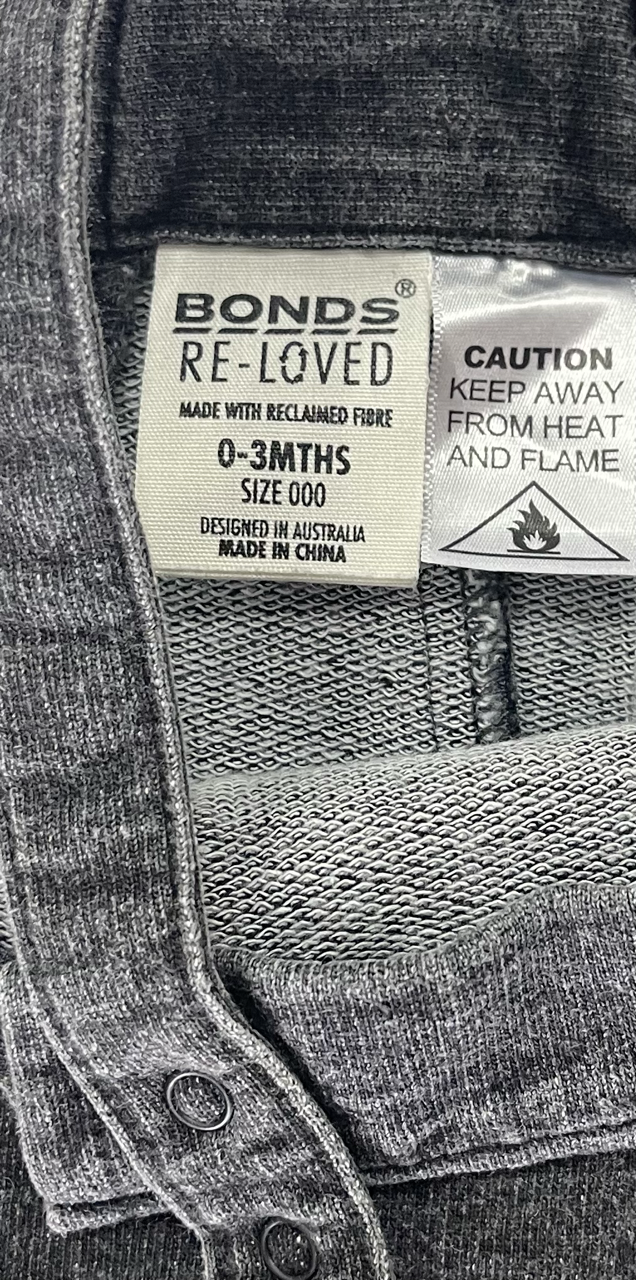 BONDS®
RE-LOVED
MADE WITH RECLAIMED FIBRE
0-3MTHS
SIZE 000
DESIGNED IN AUSTRALIA
MADE IN CHINA
CAUTION
KEEP AWAY
FROM HEAT
AND FLAME